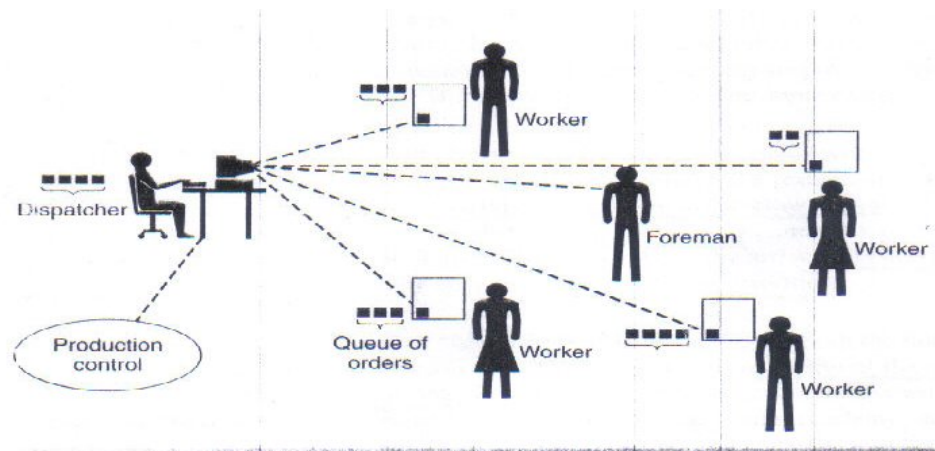 Worker
Dispatcher
Foreman
Worker
Production
control
Queue of
orders
Worker
Worker